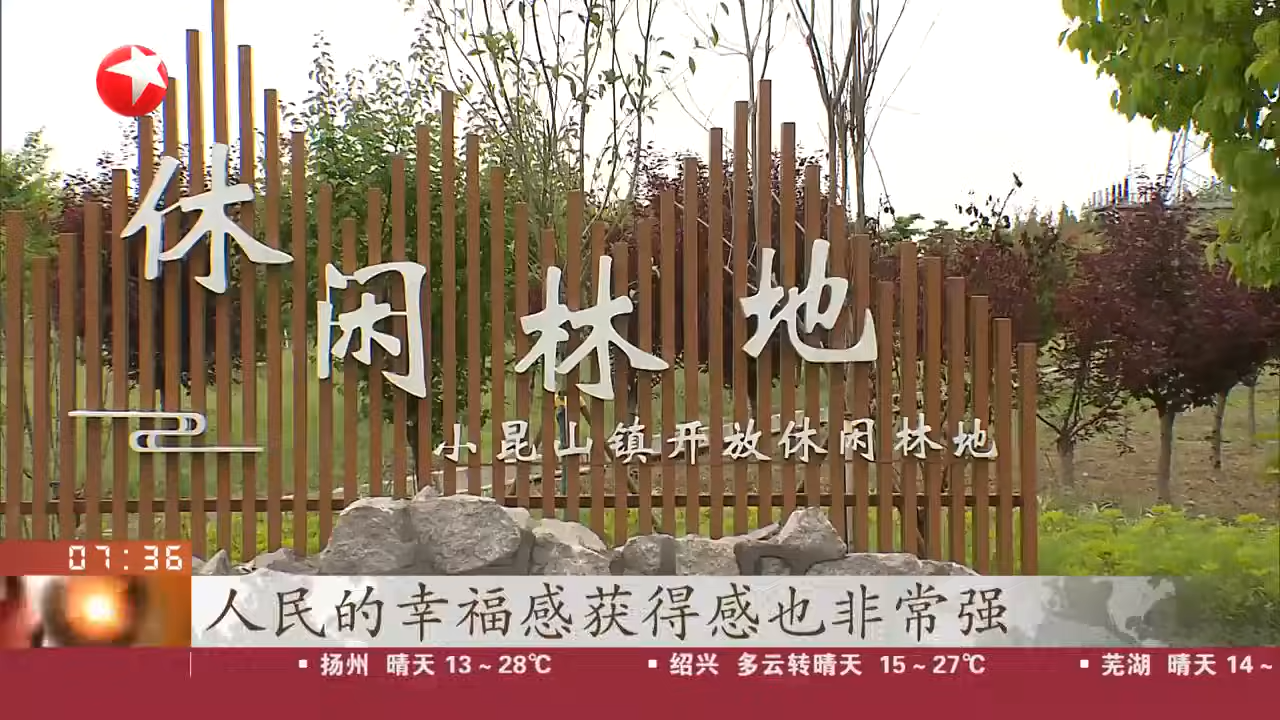 休闲林地
小昆山镇开放休闲林地
07:36
人民的幸福感获得感也非常强
▪ 扬州 晴天 13~28℃ ▪ 绍兴 多云转晴天 15~27℃ ▪ 芜湖 晴天 14~